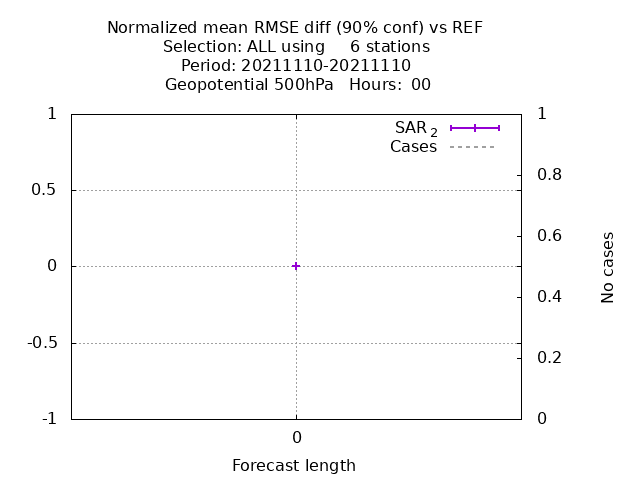 Normalized mean RMSE diff (90% conf) vs REF
Selection: ALL using     6 stations
Period: 20211110-20211110
Geopotential 500hPa   Hours:  00
1
0.5
0
-0.5
-1
SAR 2
Cases
1
0.8
0.6
0.4
0.2
0
No cases
0
Forecast length